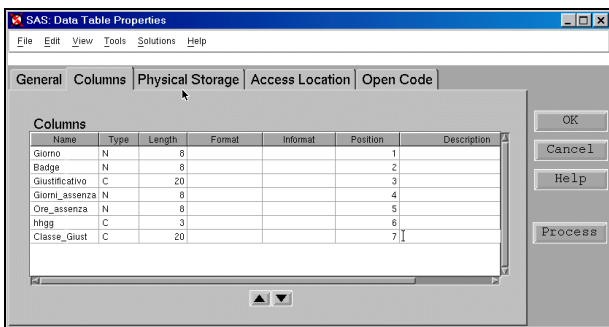 SAS: Data Table Properties
File Edit View Tools Solutions Help
General Columns Physical Storage Access Location Open Code
Columns
Name Type Length Format Informat Position Description
Giorno N 8 1
Badge N 8 2
Giustificativo C 20 3
Giorni_assenza N 8 4
Ore_assenza N 8 5
hhgg C 3 6
Classe_Giust C 20 7
OK
Cancel
Help
Process